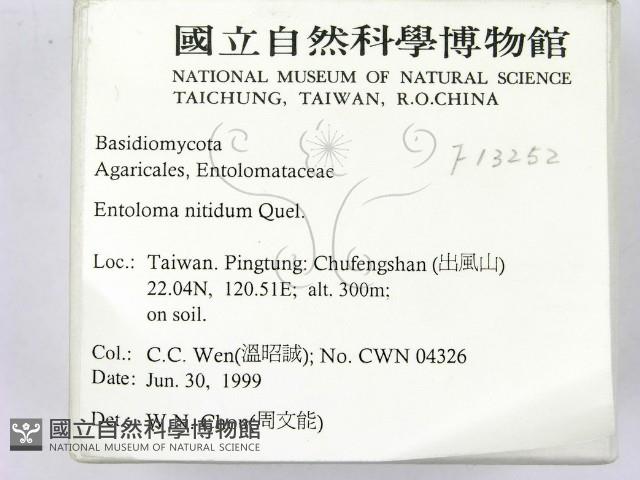 國立自然科學博物館
NATIONAL MUSEUM OF NATURAL SCIENCE
TAICHUNG, TAIWAN, R.O.CHINA
Basidiomycota
F13252
Agaricales, Entolomataceae
Entoloma nitidum Quel.
Loc.: Taiwan. Pingtung: Chufengshan (出風山)
22.04N, 120.51E; alt. 300m;
on soil.
Col.: C.C. Wen(溫昭誠); No. CWN 04326
Date: Jun. 30, 1999
Det.: W.N. Chou(周文能)
國立自然科學博物館
NATIONAL MUSEUM OF NATURAL SCIENCE